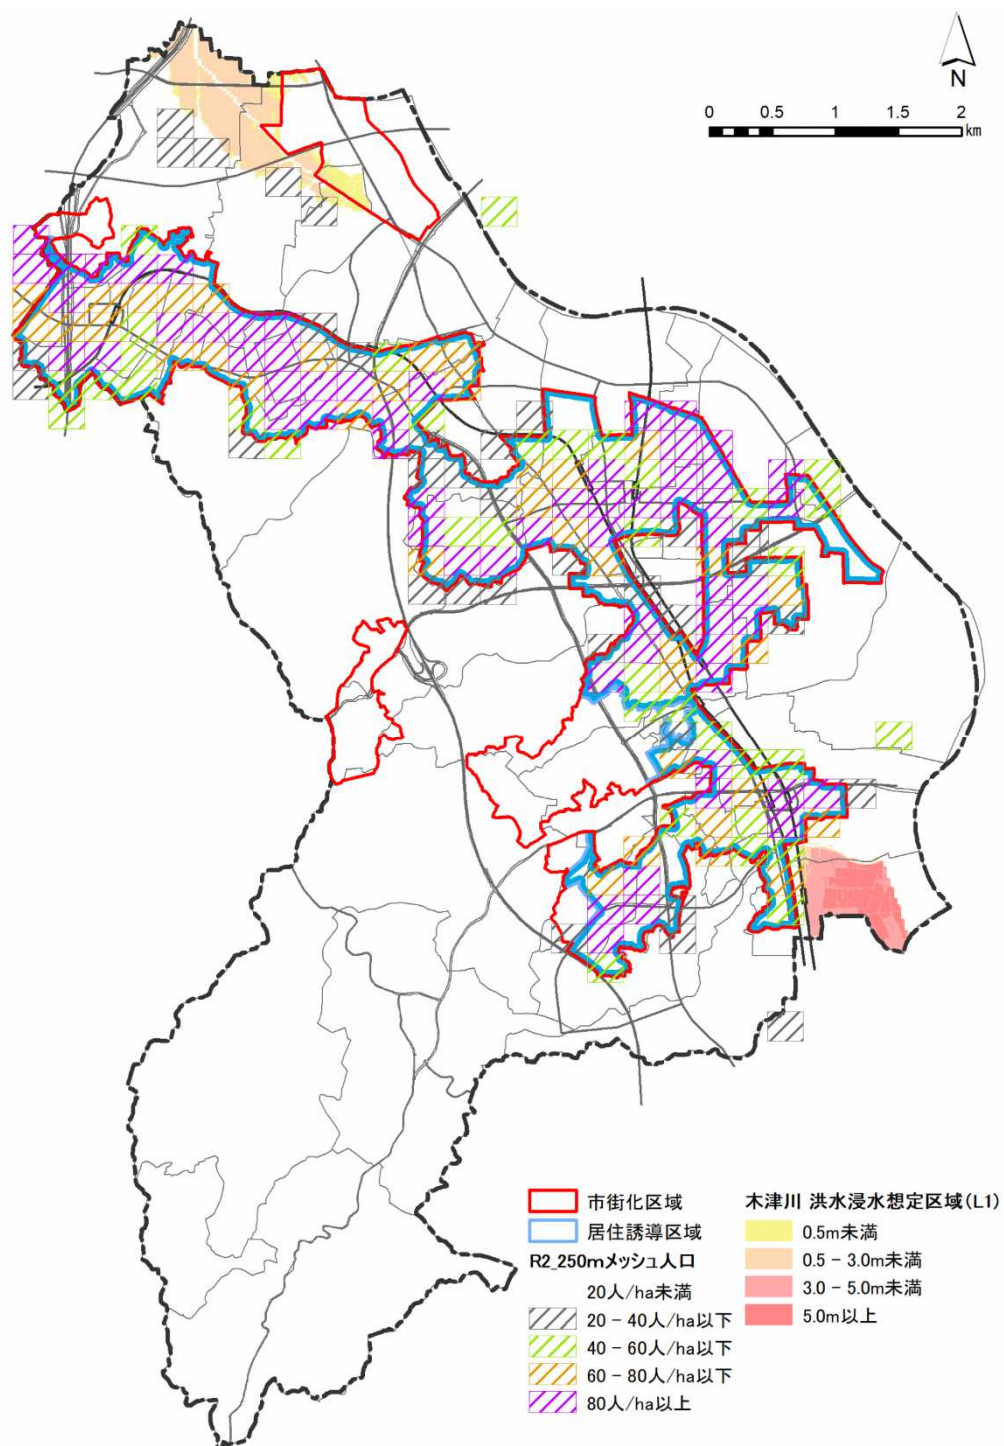 N
0 0.5 1 1.5 2
km
市街化区域
居住誘導区域
R2_250mメッシュ人口
20人/ha未満
20 - 40人/ha以下
40 - 60人/ha以下
60 - 80人/ha以下
80人/ha以上
木津川 洪水浸水想定区域(L1)
0.5m未満
0.5 - 3.0m未満
3.0 - 5.0m未満
5.0m以上